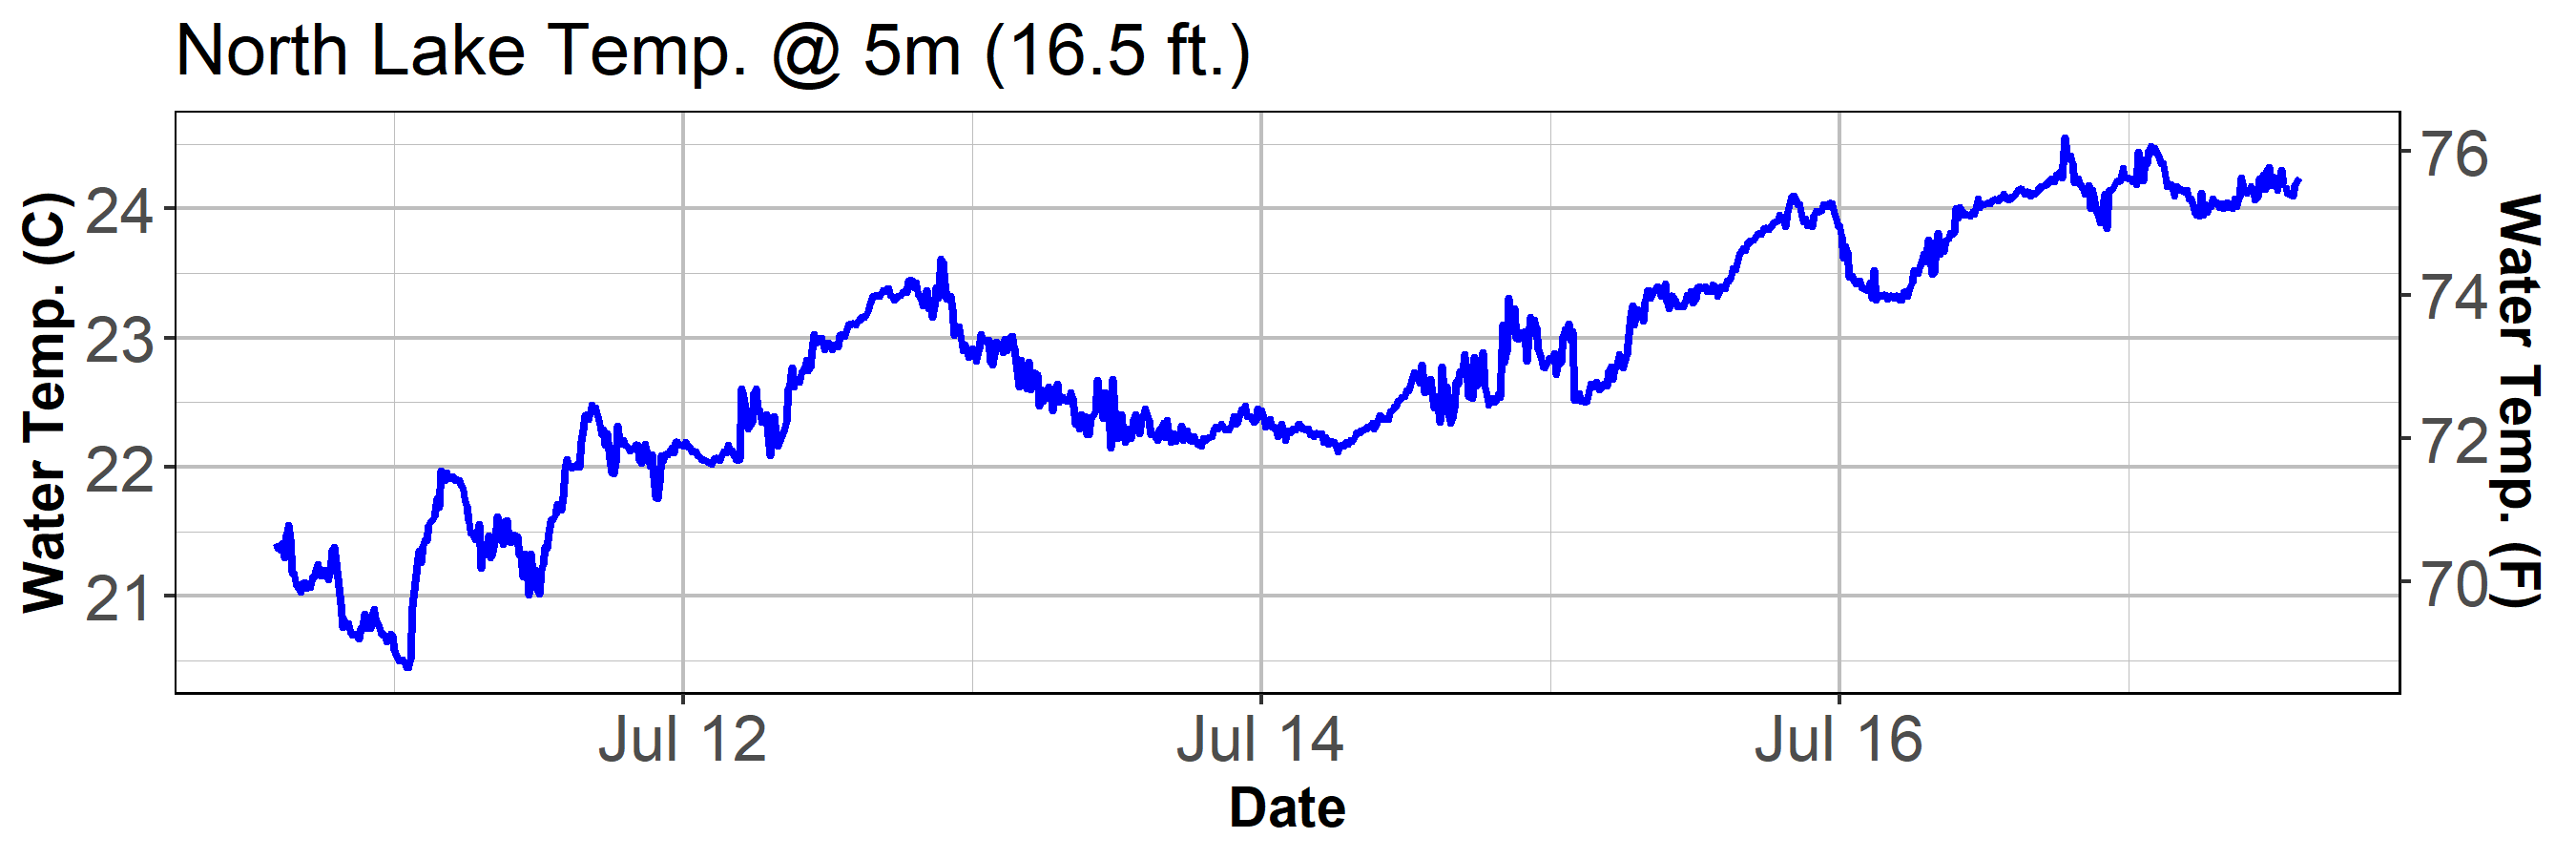 North Lake Temp. @ 5m (16.5 ft.)
Water Temp. (C)
24
23
22
21
76
74
72
70
Water Temp. (F)
Jul 12
Jul 14
Jul 16
Date